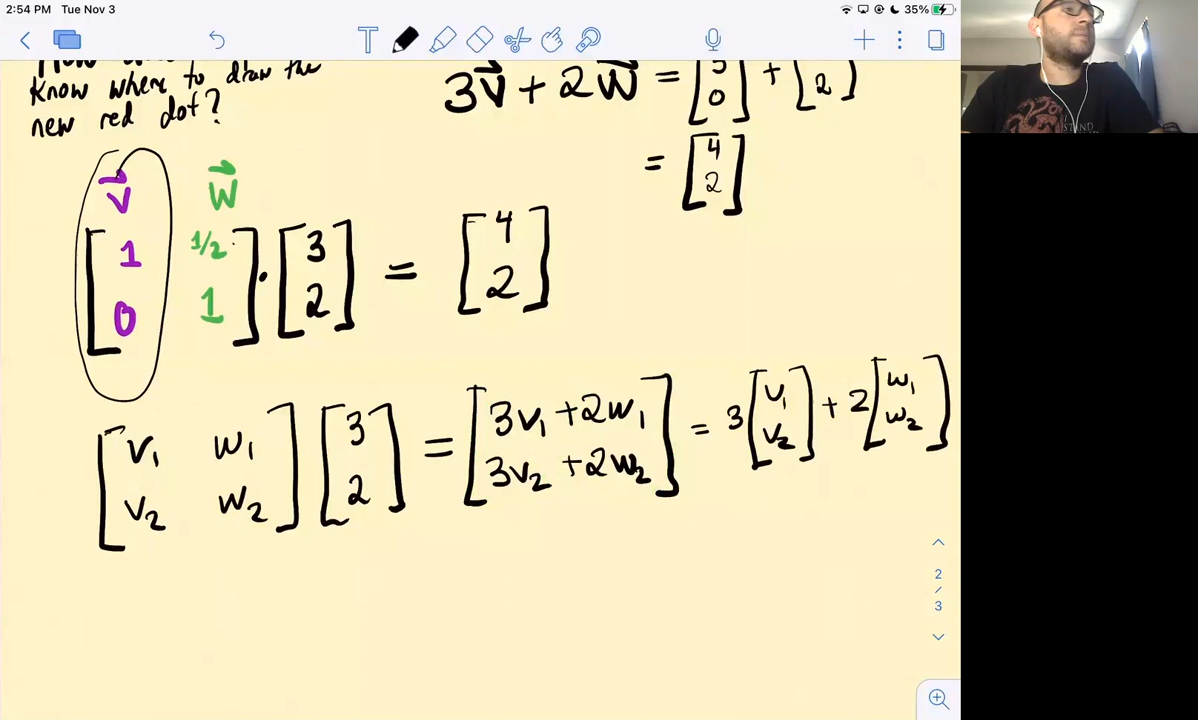 2:54 PM Tue Nov 3
35%
T
know where to draw the
new red dot?
3v⃗ + 2w⃗ = [ 0 ] + [ 2 ]
= [ 4 2 ]
v⃗ w⃗
[ 1 1/2 ] · [ 3 ] = [ 4 ]
[ 0 1 ] [ 2 ] [ 2 ]
[ v₁ w₁ ] [ 3 ] = [ 3v₁ + 2w₁ ] = 3 [ v₁ ] + 2 [ w₁ ]
[ v₂ w₂ ] [ 2 ] [ 3v₂ + 2w₂ ] [ v₂ ] [ w₂ ]
2
/
3